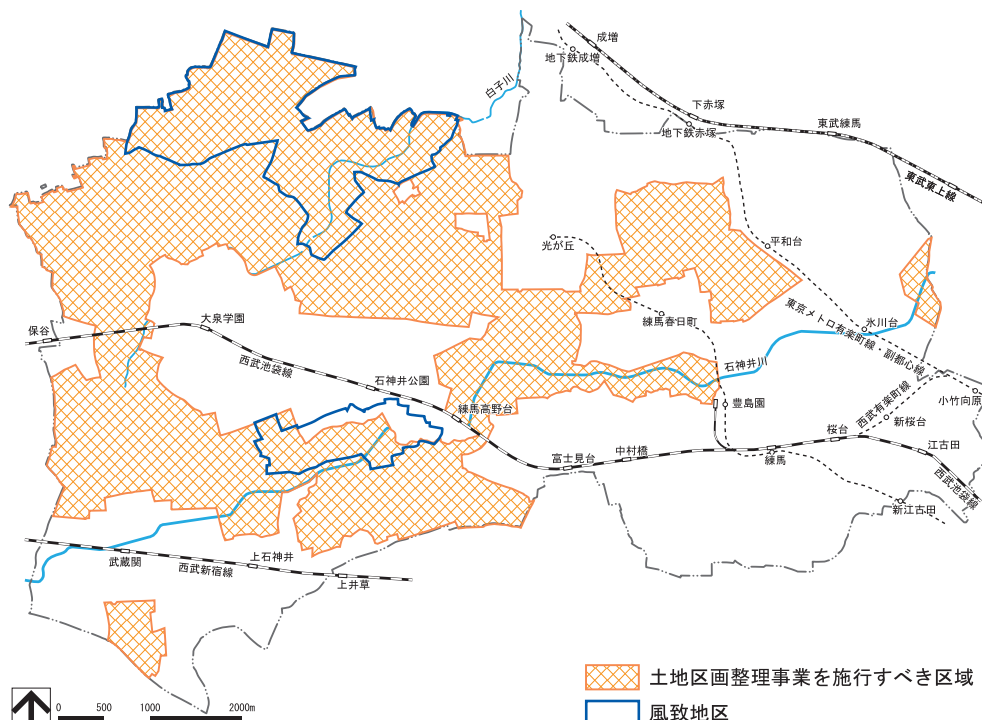 成増
地下鉄成増
白子川
下赤塚
地下鉄赤塚
東武練馬
東武東上線
光が丘
平和台
練馬春日町
東京メトロ有楽町線・副都心線
氷川台
保谷
大泉学園
西武池袋線
石神井公園
練馬高野台
石神井川
豊島園
西武有楽町線
小竹向原
新桜台
富士見台
中村橋
練馬
桜台
江古田
西武池袋線
新江古田
武蔵関
西武新宿線
上石神井
上井草
土地区画整理事業を施行すべき区域
風致地区
0 500 1000 2000m